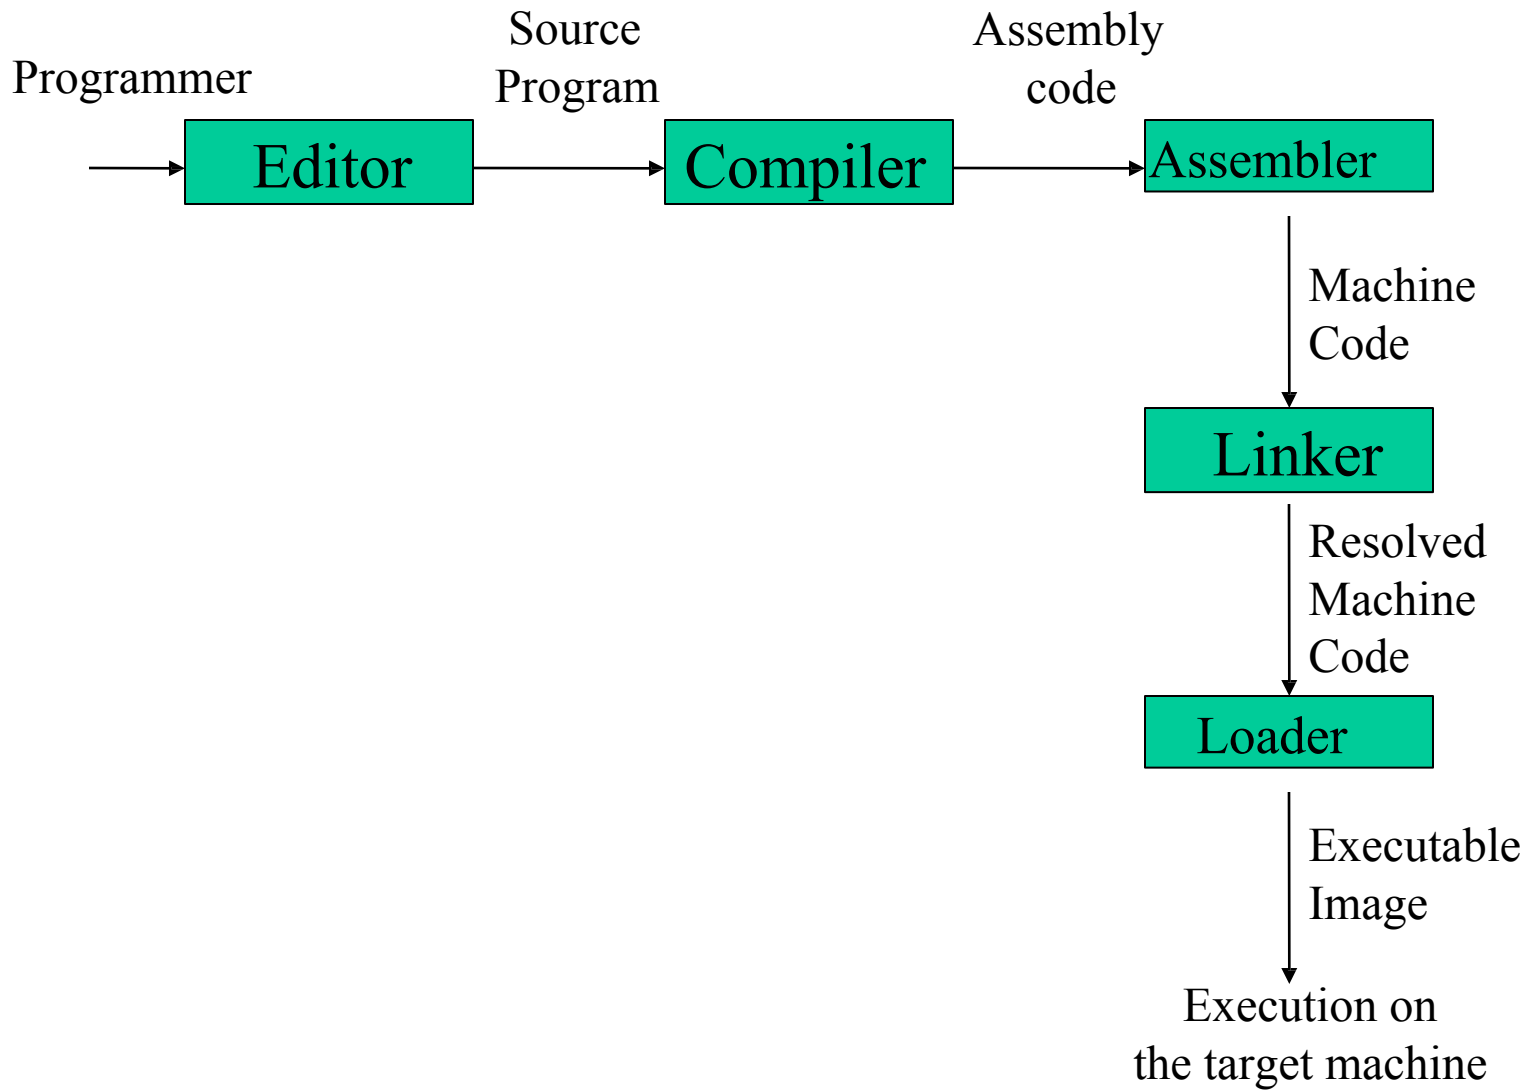 Programmer
Source
Program
Assembly
code
Editor
Compiler
Assembler
Machine
Code
Linker
Resolved
Machine
Code
Loader
Executable
Image
Execution on
the target machine